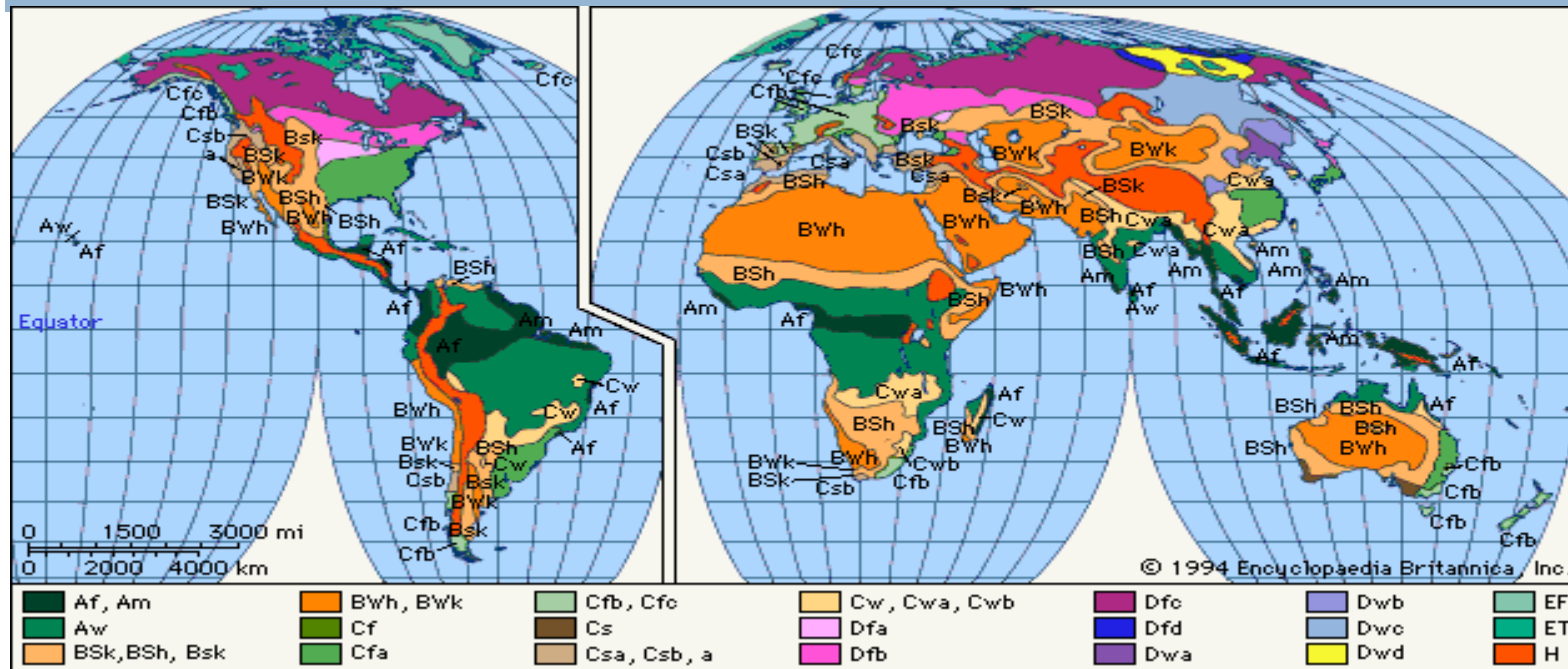 Cfc
Cfc
Cfb
Csb
a
Bsk
BSk
BWk
BSk
BSh
BWh
BWh
BSh
Aw
Af
Af
BSh
Af
Am
Am
Equator
Af
Cw
BWh
Cw
Af
Af
BWk
BSh
Bsk
Cw
Csb
Bsk
BWk
Cfb
Bsk
Cfb
0 1500 3000 mi
0 2000 4000 km
Cfc
Cfc
Cfb
BSk
Csb
Csa
Csa
BSh
Bsk
Bsk
Csa
BSk
BWk
BWk
BSk
Bsk
BWh
BSh
Cwa
Cwa
Cwa
BWh
BWh
BSh
BSh
Cwa
Am
Am
Am
Am
Am
BSh
BWh
Am
Af
Af
Aw
Af
Am
Af
Af
Cwa
Af
Cw
BSh
BSh
BWh
BWh
BWk
BSk
Csb
Cwb
Cfb
BSh
BSh
Af
BSh
BWh
BSh
Cfb
Cfb
Cfb
Cfb
© 1994 Encyclopaedia Britannica, Inc.
Af, Am
Aw
BSk,BSh, Bsk
BWh, BWk
Cf
Cfa
Cfb, Cfc
Cs
Csa, Csb, a
Cw, Cwa, Cwb
Dfa
Dfb
Dfc
Dfd
Dwa
Dwb
Dwc
Dwd
EF
ET
H